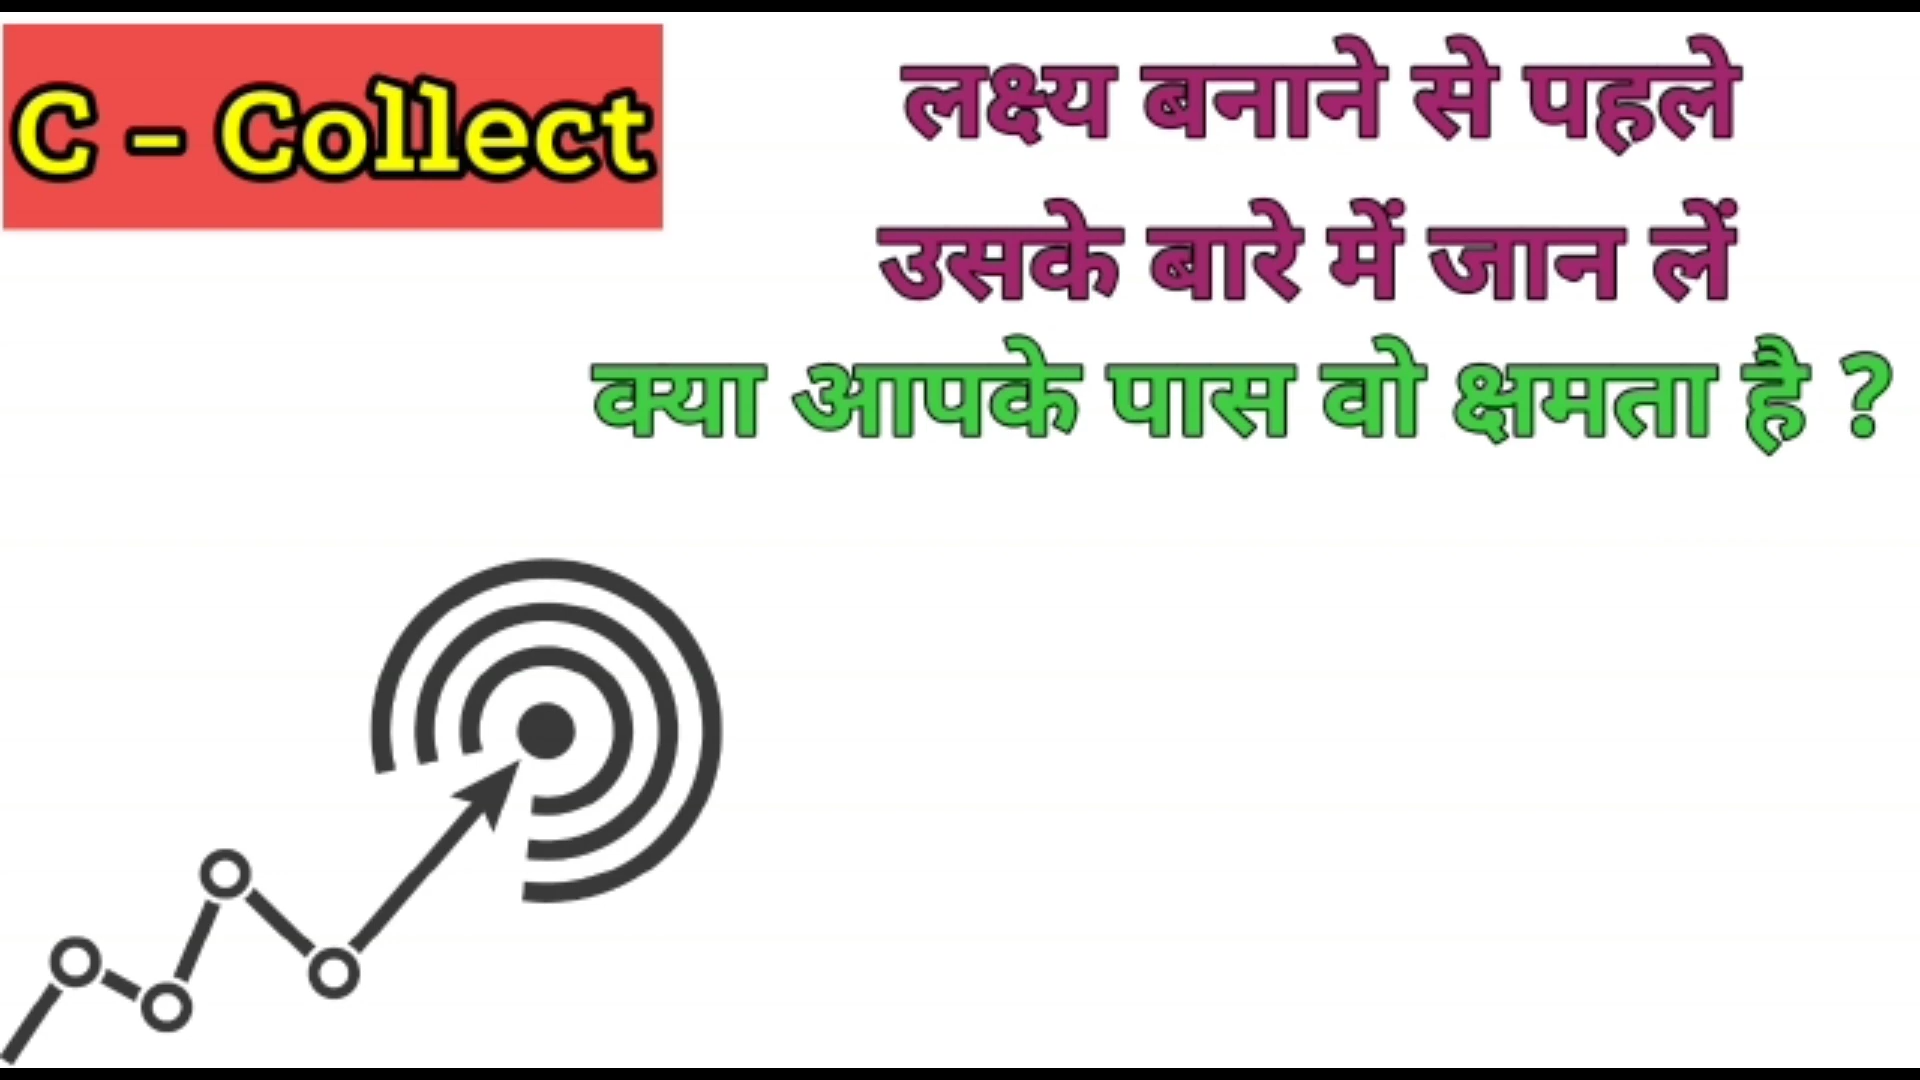 C - Collect
लक्ष्य बनाने से पहले
उसके बारे में जान लें
क्या आपके पास वो क्षमता है ?